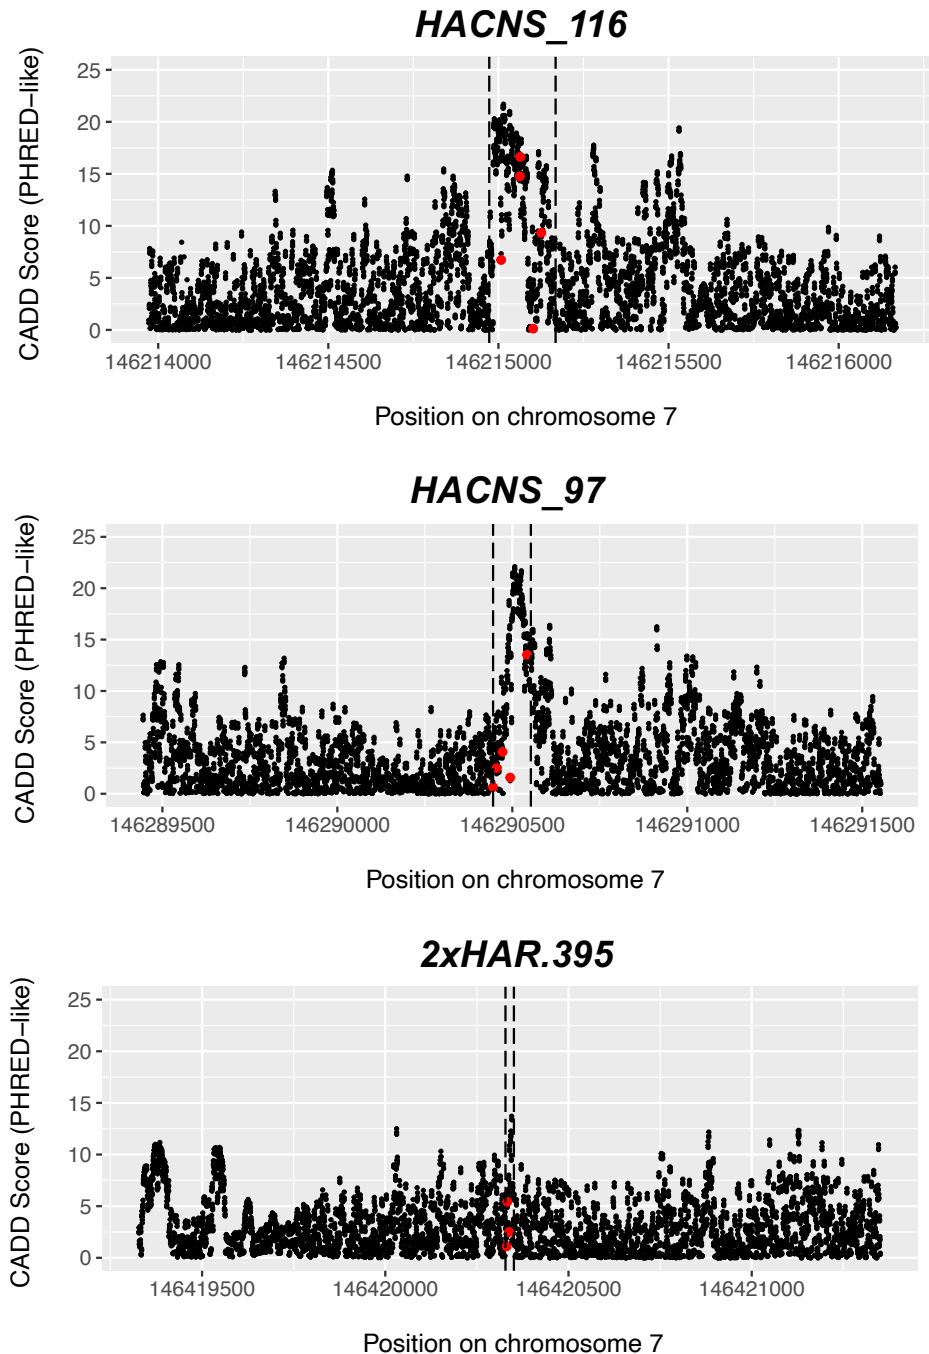 HACNS_116
CADD Score (PHRED–like)
25
20
15
10
5
0
146214000 146214500 146215000 146215500 146216000
Position on chromosome 7
HACNS_97
CADD Score (PHRED–like)
25
20
15
10
5
0
146289500 146290000 146290500 146291000 146291500
Position on chromosome 7
2xHAR.395
CADD Score (PHRED–like)
25
20
15
10
5
0
146419500 146420000 146420500 146421000
Position on chromosome 7